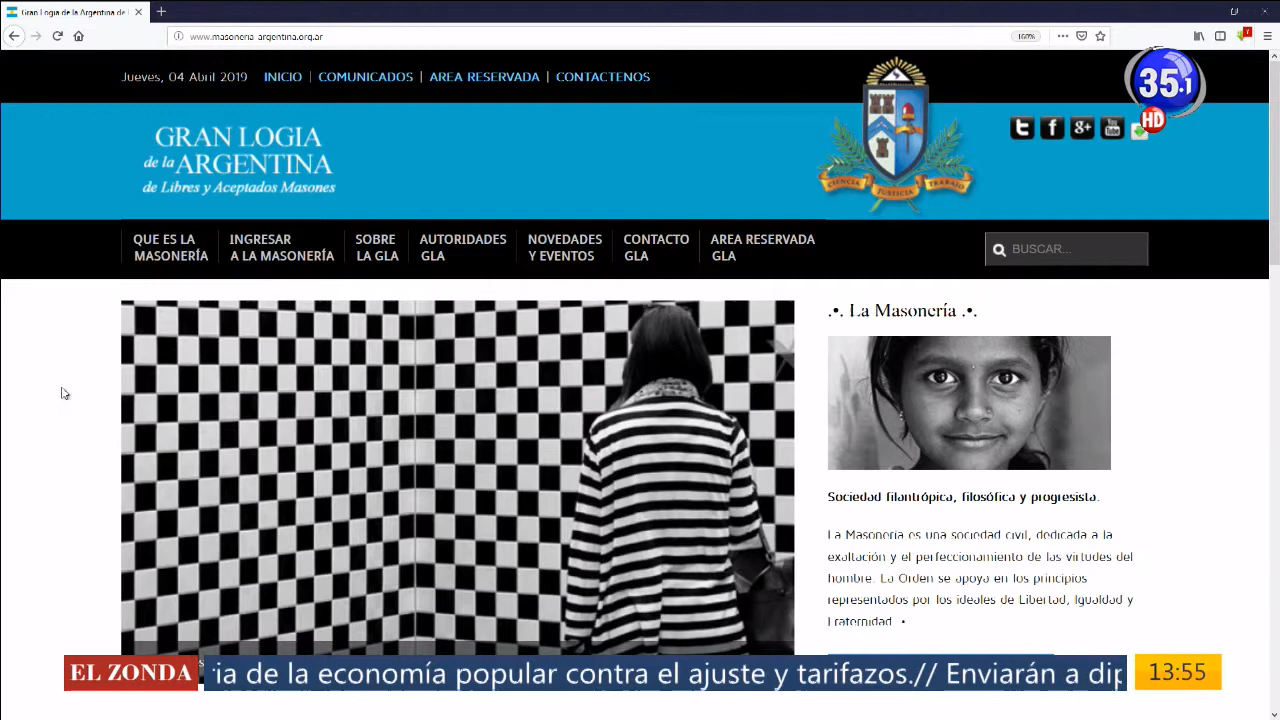 Gran Logia de la Argentina de
www.masoneria-argentina.org.ar
160%
Jueves, 04 Abril 2019 INICIO | COMUNICADOS | AREA RESERVADA | CONTACTENOS
35.1
HD
GRAN LOGIA
de la ARGENTINA
de Libres y Aceptados Masones
CIENCIA JUSTICIA TRABAJO
You Tube
QUE ES LA MASONERÍA
INGRESAR A LA MASONERÍA
SOBRE LA GLA
AUTORIDADES GLA
NOVEDADES Y EVENTOS
CONTACTO GLA
AREA RESERVADA GLA
BUSCAR...
.•. La Masonería .•.
Sociedad filantrópica, filosófica y progresista.
La Masonería es una sociedad civil, dedicada a la
exaltación y el perfeccionamiento de las virtudes del
hombre. La Orden se apoya en los principios
representados por los ideales de Libertad, Igualdad y
Fraternidad. •
EL ZONDA
ria de la economía popular contra el ajuste y tarifazos.// Enviarán a dip
13:55